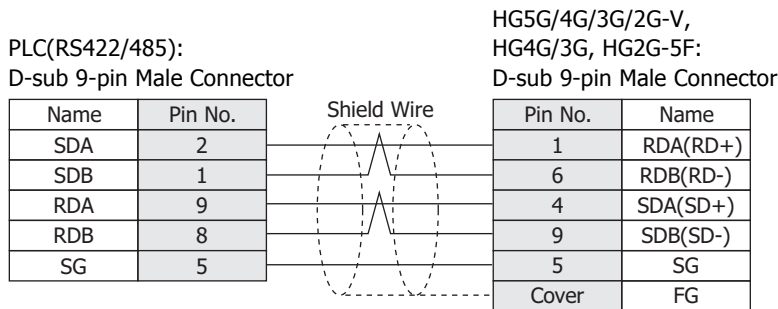 HG5G/4G/3G/2G-V,
PLC(RS422/485): HG4G/3G, HG2G-5F:
D-sub 9-pin Male Connector D-sub 9-pin Male Connector
Name Pin No. Shield Wire Pin No. Name
SDA 2 1 RDA(RD+)
SDB 1 6 RDB(RD-)
RDA 9 4 SDA(SD+)
RDB 8 9 SDB(SD-)
SG 5 5 SG
Cover FG